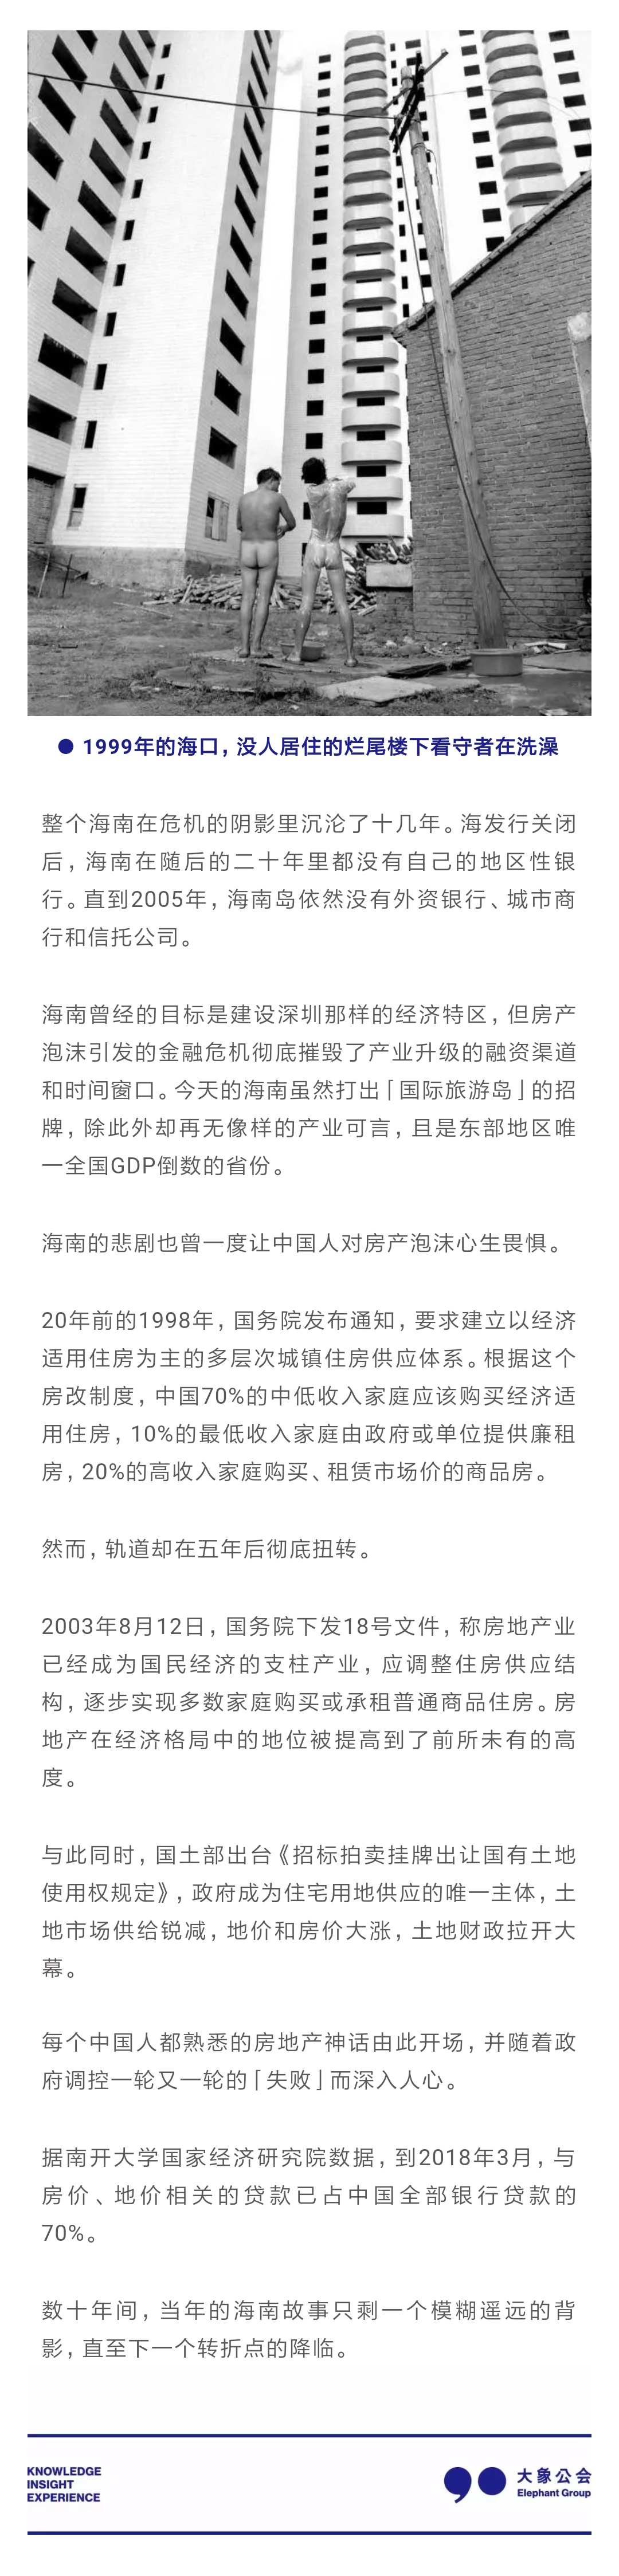 ● 1999年的海口，没人居住的烂尾楼下看守者在洗澡
整个海南在危机的阴影里沉沦了十几年。海发行关闭
后，海南在随后的二十年里都没有自己的地区性银
行。直到2005年，海南岛依然没有外资银行、城市商
行和信托公司。
海南曾经的目标是建设深圳那样的经济特区，但房产
泡沫引发的金融危机彻底摧毁了产业升级的融资渠道
和时间窗口。今天的海南虽然打出「国际旅游岛」的招
牌，除此外却再无像样的产业可言，且是东部地区唯
一全国GDP倒数的省份。
海南的悲剧也曾一度让中国人对房产泡沫心生畏惧。
20年前的1998年，国务院发布通知，要求建立以经济
适用住房为主的多层次城镇住房供应体系。根据这个
房改制度，中国70%的中低收入家庭应该购买经济适
用住房，10%的最低收入家庭由政府或单位提供廉租
房，20%的高收入家庭购买、租赁市场价的商品房。
然而，轨道却在五年后彻底扭转。
2003年8月12日，国务院下发18号文件，称房地产业
已经成为国民经济的支柱产业，应调整住房供应结
构，逐步实现多数家庭购买或承租普通商品住房。房
地产在经济格局中的地位被提高到了前所未有的高
度。
与此同时，国土部出台《招标拍卖挂牌出让国有土地
使用权规定》，政府成为住宅用地供应的唯一主体，土
地市场供给锐减，地价和房价大涨，土地财政拉开大
幕。
每个中国人都熟悉的房地产神话由此开场，并随着政
府调控一轮又一轮的「失败」而深入人心。
据南开大学国家经济研究院数据，到2018年3月，与
房价、地价相关的贷款已占中国全部银行贷款的
70%。
数十年间，当年的海南故事只剩一个模糊遥远的背
影，直至下一个转折点的降临。
KNOWLEDGE
INSIGHT
EXPERIENCE
大象公会
Elephant Group